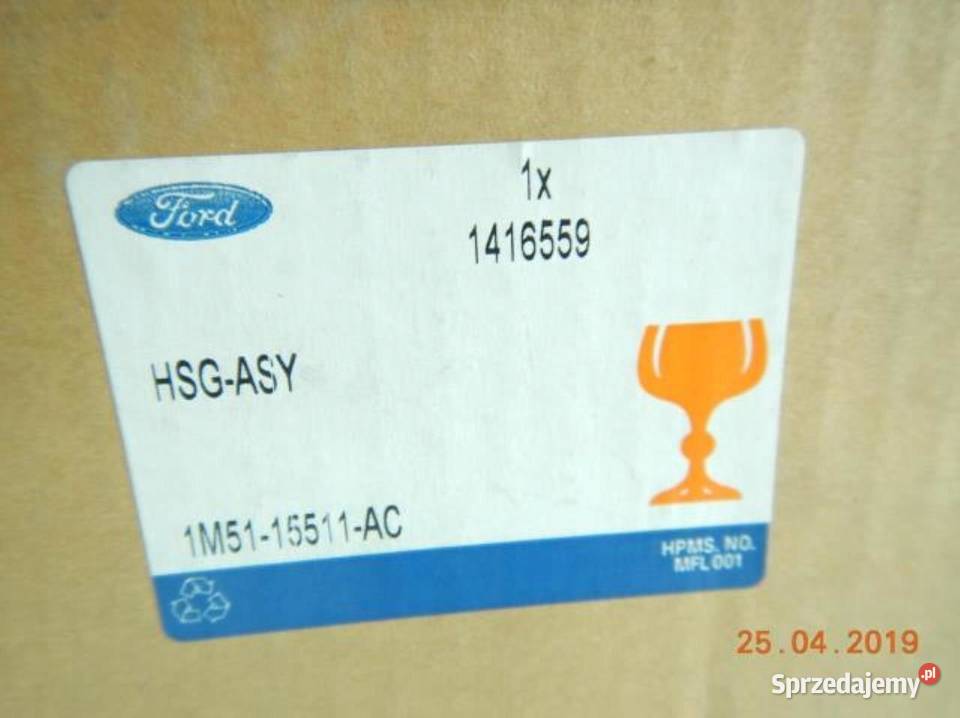 Ford
1x
1416559
HSG-ASY
1M51-15511-AC
HPMS. NO.
MFL 001
25.04.2019
Sprzedajemy.pl